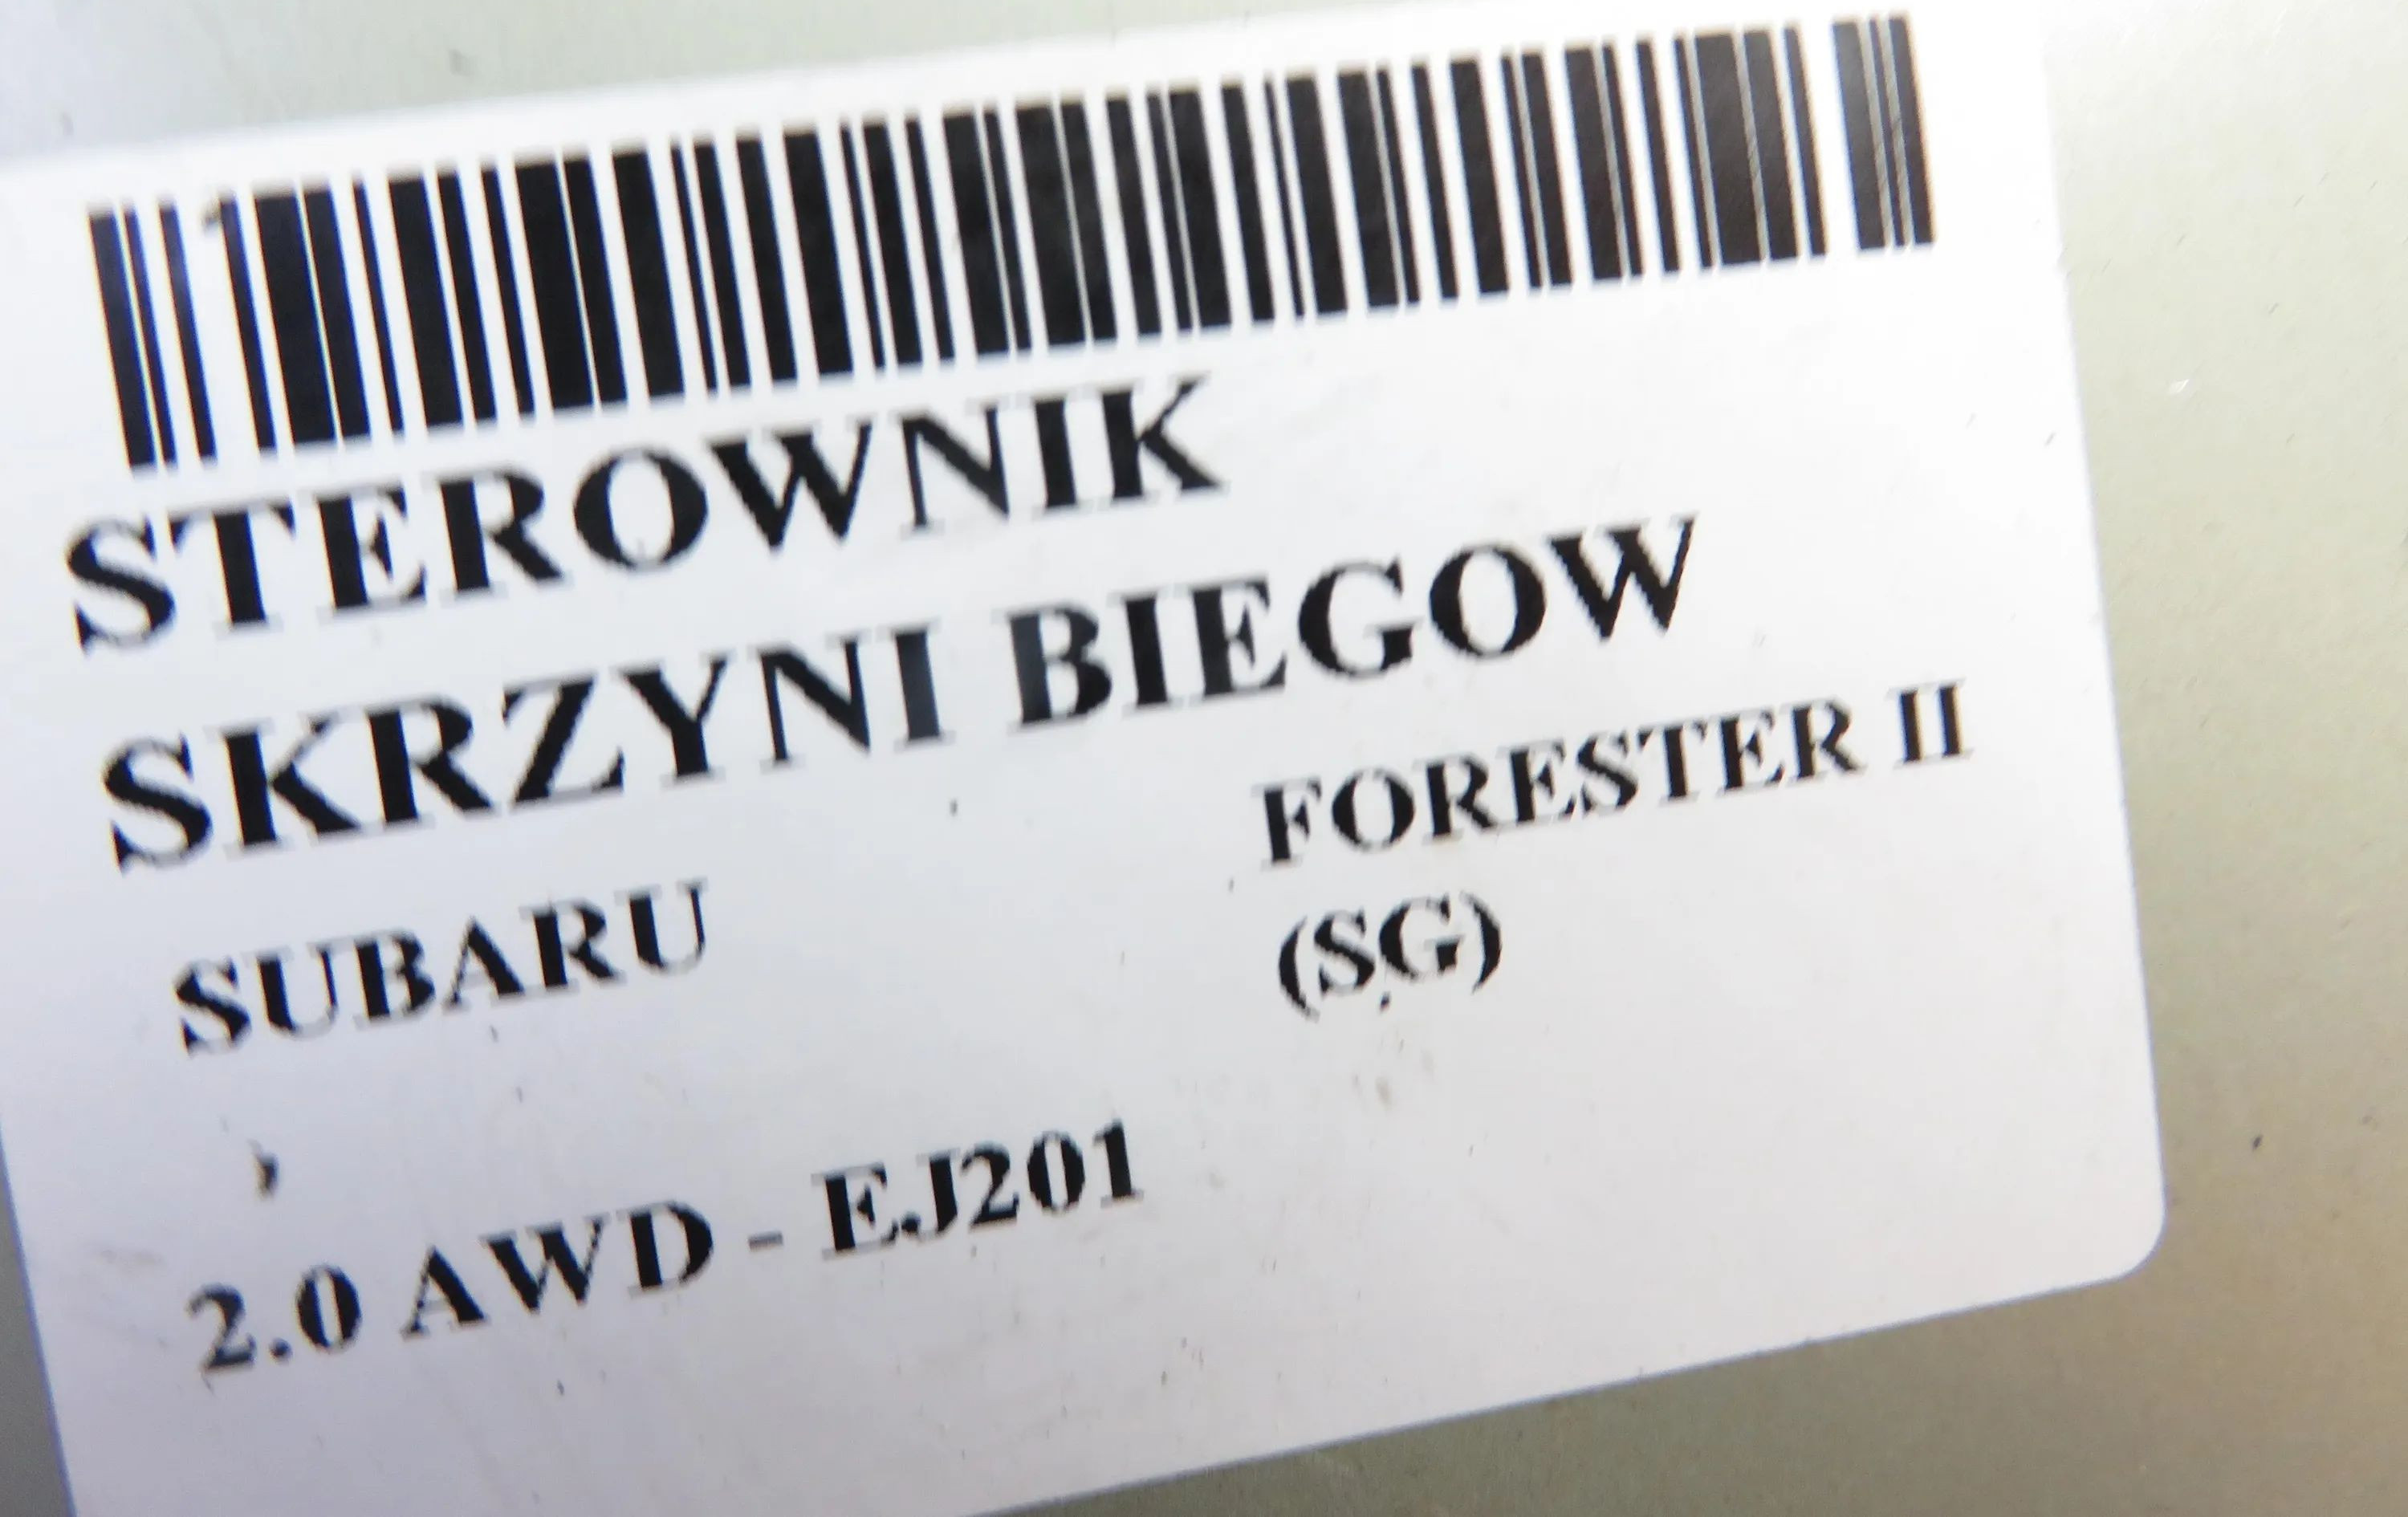 STEROWNIK
SKRZYNI BIEGOW
SUBARU FORESTER II
(SG)
2.0 AWD - EJ201